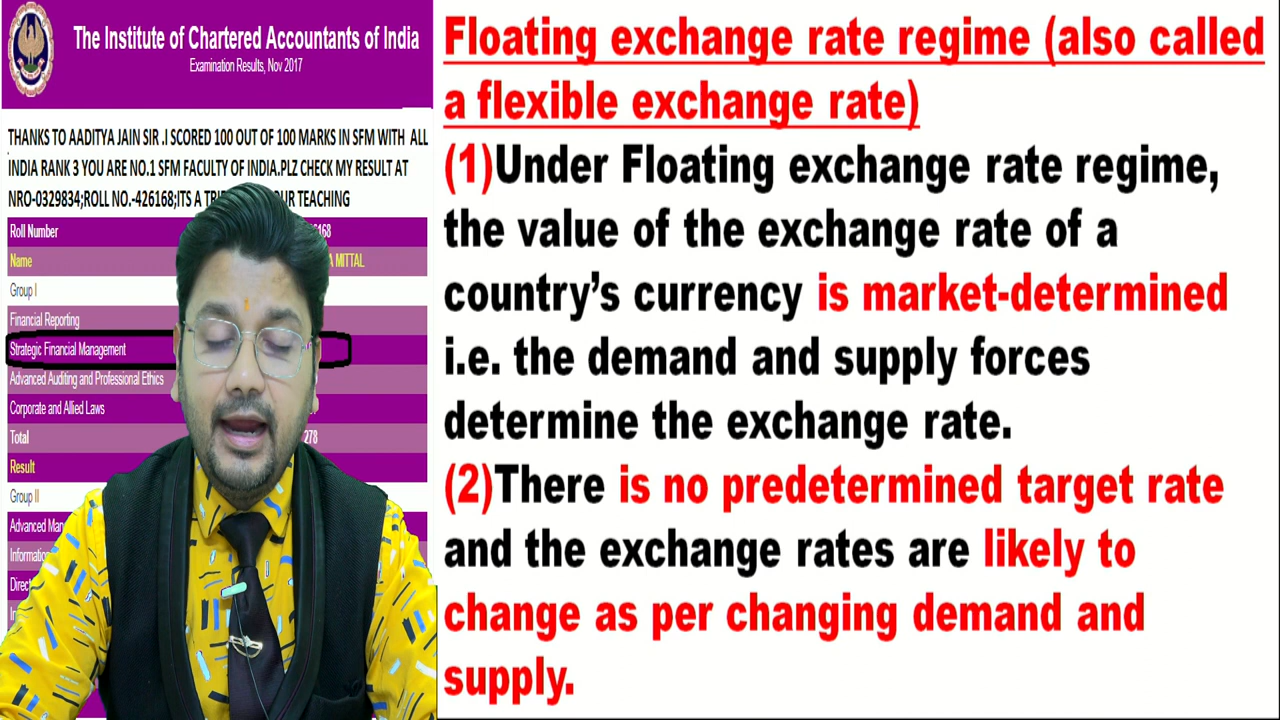 The Institute of Chartered Accountants of India
Examination Results, Nov 2017
THANKS TO AADITYA JAIN SIR .I SCORED 100 OUT OF 100 MARKS IN SFM WITH ALL
INDIA RANK 3 YOU ARE NO.1 SFM FACULTY OF INDIA.PLZ CHECK MY RESULT AT
NRO-0329834;ROLL NO.-426168;ITS A TEACHING
Roll Number
Name MITTAL
Group I
Financial Reporting
Strategic Financial Management
Advanced Auditing and Professional Ethics
Corporate and Allied Laws
Total 278
Result
Group II
Advanced
Floating exchange rate regime (also called
a flexible exchange rate)
(1)Under Floating exchange rate regime,
the value of the exchange rate of a
country’s currency is market-determined
i.e. the demand and supply forces
determine the exchange rate.
(2)There is no predetermined target rate
and the exchange rates are likely to
change as per changing demand and
supply.